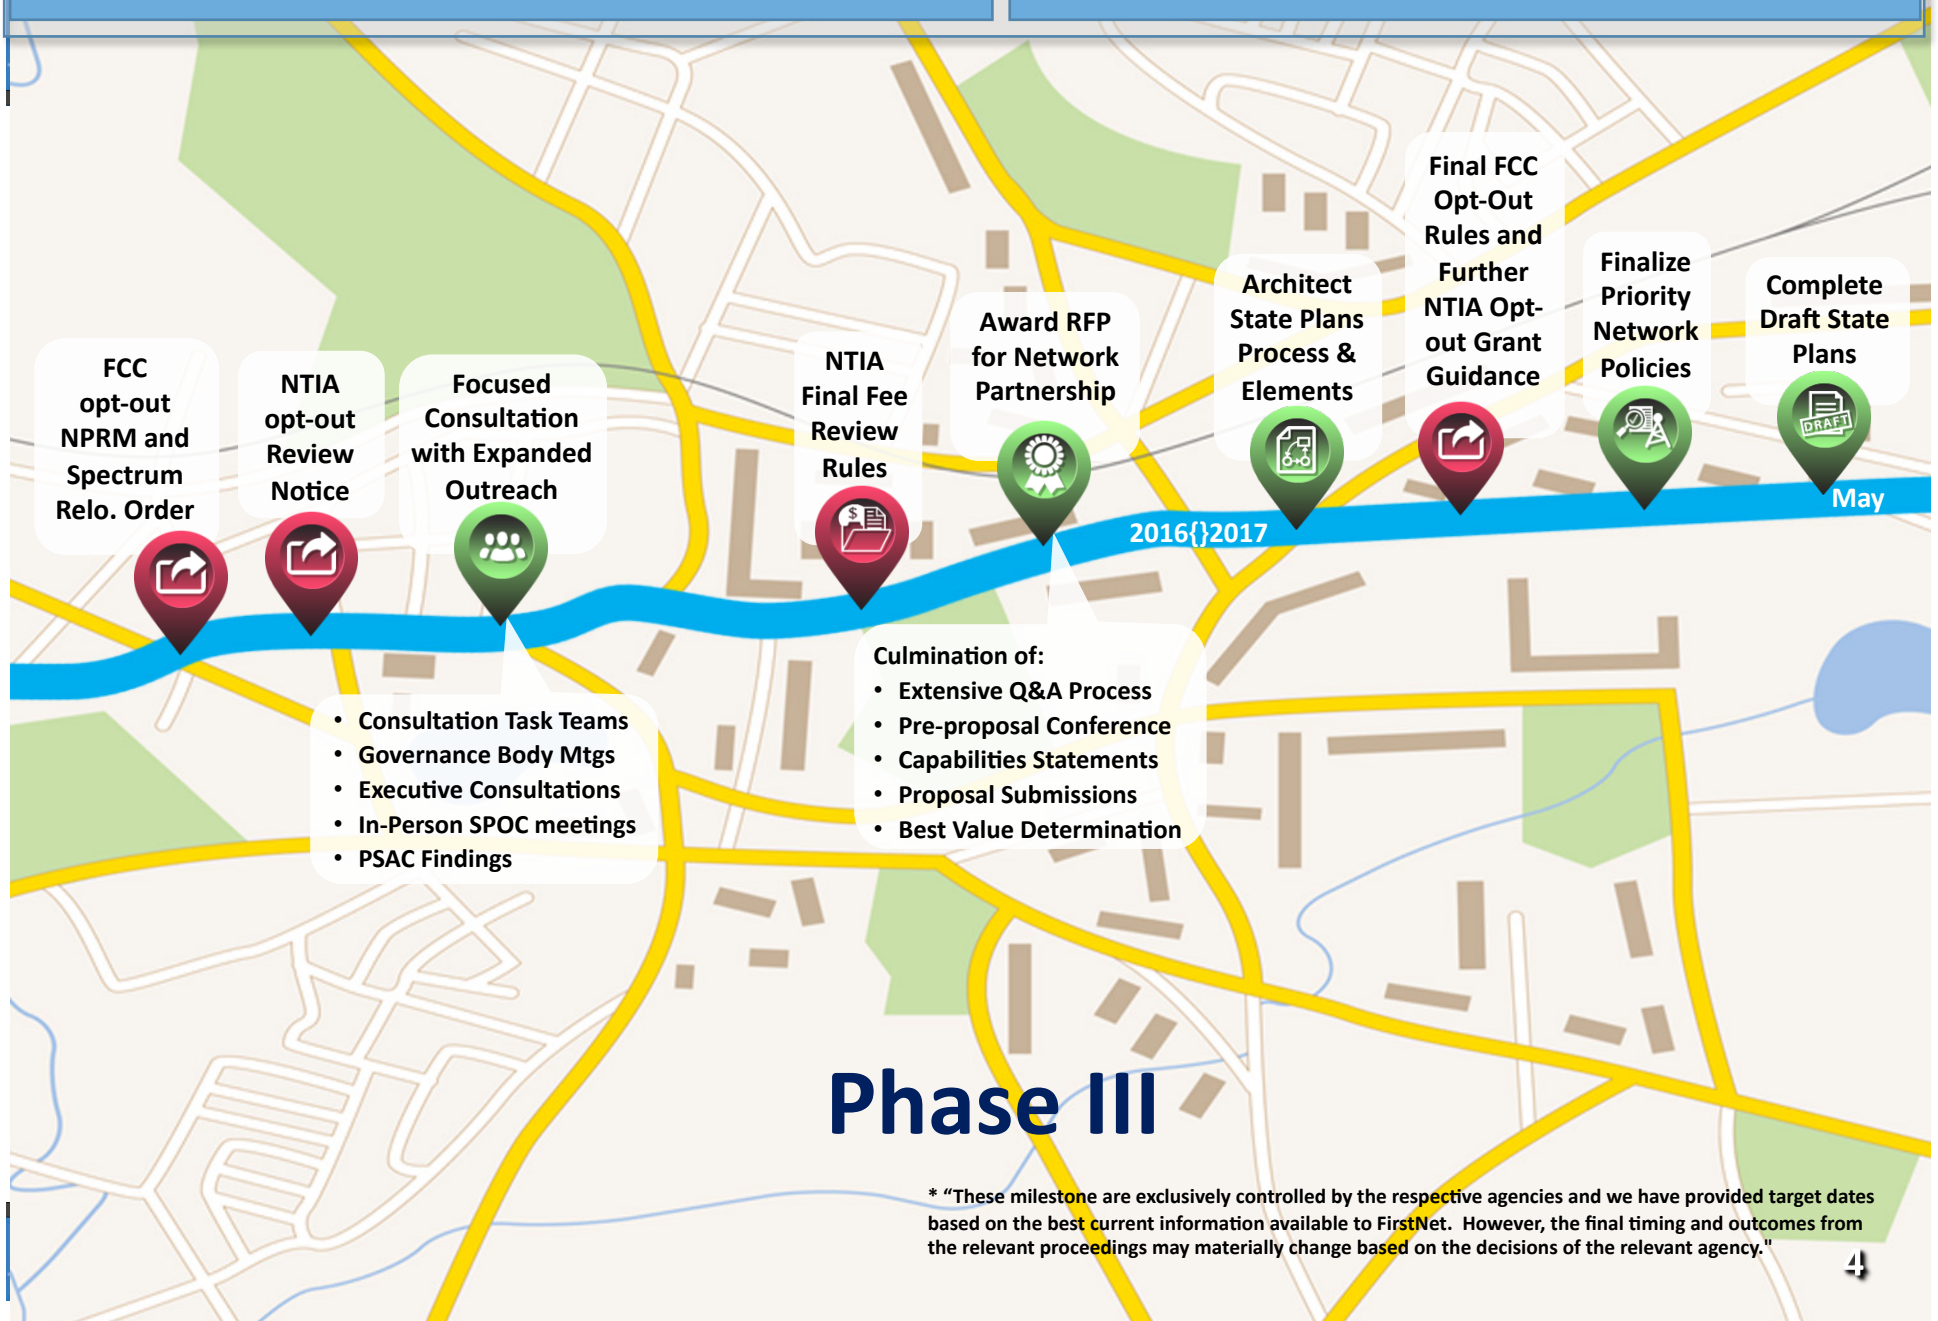 FCC
opt-out
NPRM and
Spectrum
Relo. Order
NTIA
opt-out
Review
Notice
Focused
Consultation
with Expanded
Outreach
NTIA
Final Fee
Review
Rules
Award RFP
for Network
Partnership
Architect
State Plans
Process &
Elements
Final FCC
Opt-Out
Rules and
Further
NTIA Opt-
out Grant
Guidance
Finalize
Priority
Network
Policies
Complete
Draft State
Plans
$
DRAFT
May
2016{}2017
• Consultation Task Teams
• Governance Body Mtgs
• Executive Consultations
• In-Person SPOC meetings
• PSAC Findings
Culmination of:
• Extensive Q&A Process
• Pre-proposal Conference
• Capabilities Statements
• Proposal Submissions
• Best Value Determination
Phase III
* “These milestone are exclusively controlled by the respective agencies and we have provided target dates
based on the best current information available to FirstNet.  However, the final timing and outcomes from
the relevant proceedings may materially change based on the decisions of the relevant agency."
4